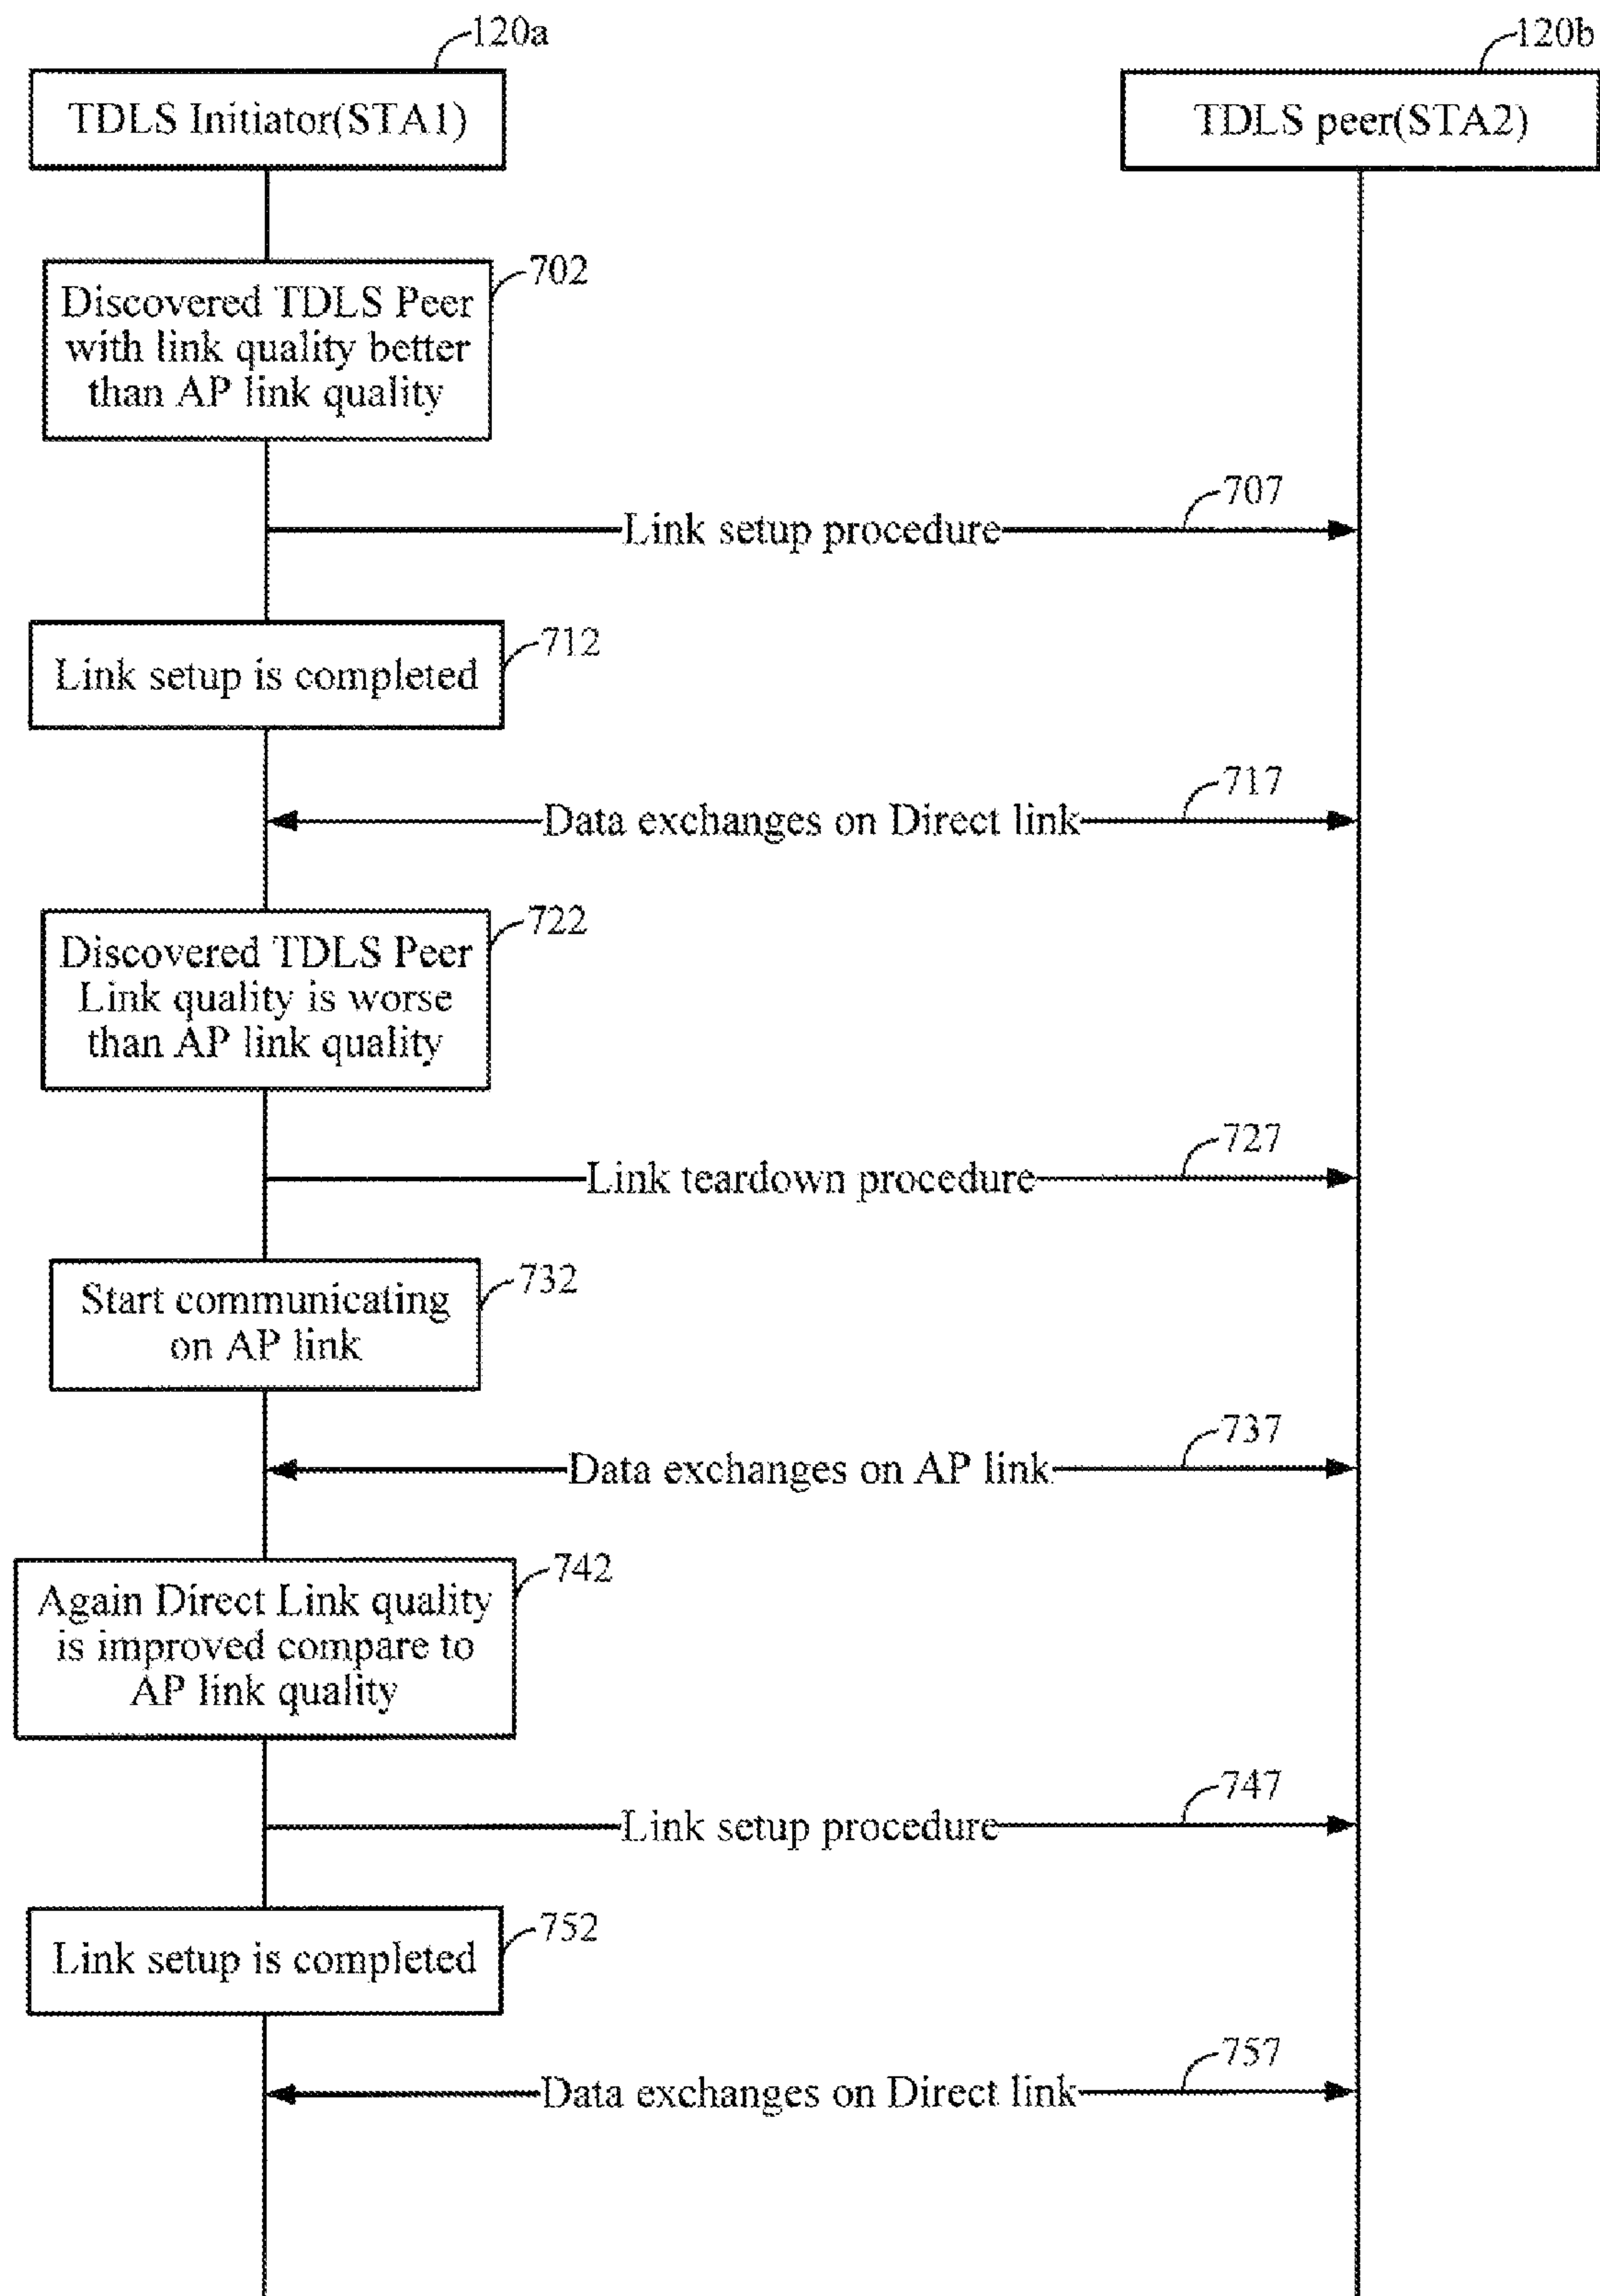 120a
120b
TDLS Initiator(STA1)
TDLS peer(STA2)
702
Discovered TDLS Peer
with link quality better
than AP link quality
707
Link setup procedure
712
Link setup is completed
717
Data exchanges on Direct link
722
Discovered TDLS Peer
Link quality is worse
than AP link quality
727
Link teardown procedure
732
Start communicating
on AP link
737
Data exchanges on AP link
742
Again Direct Link quality
is improved compare to
AP link quality
747
Link setup procedure
752
Link setup is completed
757
Data exchanges on Direct link